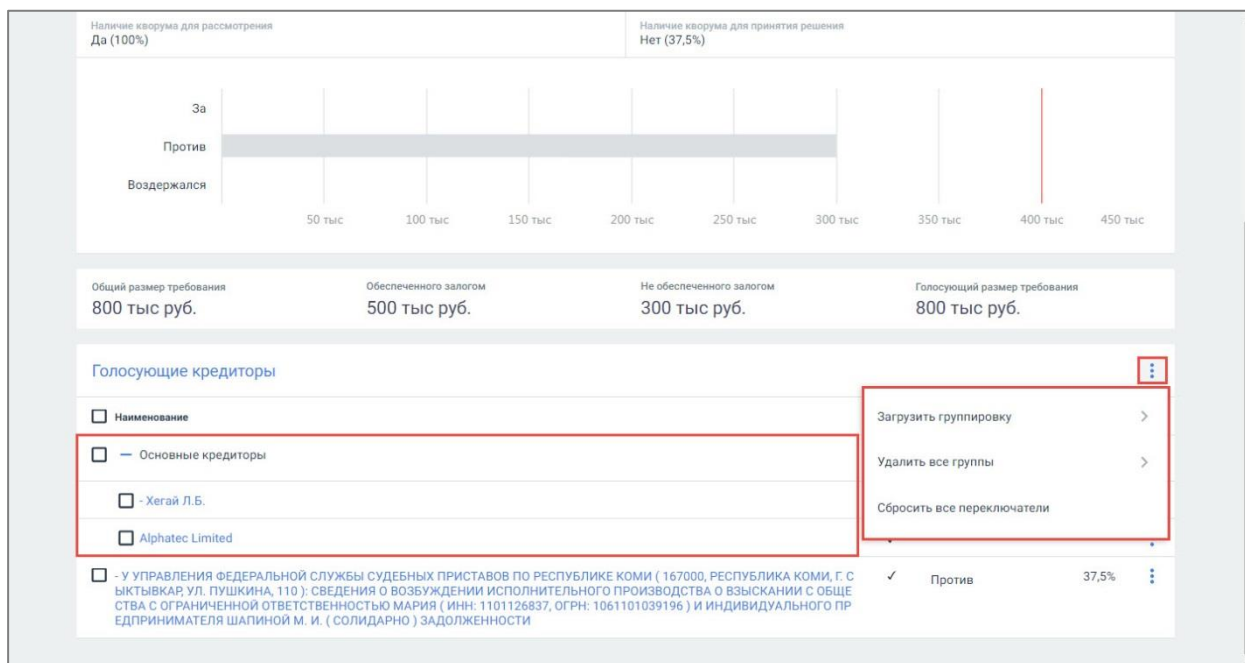 Наличие кворума для рассмотрения
Да (100%)
Наличие кворума для принятия решения
Нет (37,5%)
За
Против
Воздержался
50 тыс 100 тыс 150 тыс 200 тыс 250 тыс 300 тыс 350 тыс 400 тыс 450 тыс
Общий размер требования
800 тыс руб.
Обеспеченного залогом
500 тыс руб.
Не обеспеченного залогом
300 тыс руб.
Голосующий размер требования
800 тыс руб.
Голосующие кредиторы
Наименование
Загрузить группировку
Основные кредиторы
Удалить все группы
- Хегай Л.Б.
Сбросить все переключатели
Alphatec Limited
- У УПРАВЛЕНИЯ ФЕДЕРАЛЬНОЙ СЛУЖБЫ СУДЕБНЫХ ПРИСТАВОВ ПО РЕСПУБЛИКЕ КОМИ ( 167000, РЕСПУБЛИКА КОМИ, Г. С
ЫКТЫВКАР, УЛ. ПУШКИНА, 110 ): СВЕДЕНИЯ О ВОЗБУЖДЕНИИ ИСПОЛНИТЕЛЬНОГО ПРОИЗВОДСТВА О ВЗЫСКАНИИ С ОБЩЕ
СТВА С ОГРАНИЧЕННОЙ ОТВЕТСТВЕННОСТЬЮ МАРИЯ ( ИНН: 1101126837, ОГРН: 1061101039196 ) И ИНДИВИДУАЛЬНОГО ПР
ЕДПРИНИМАТЕЛЯ ШАПИНОЙ М. И. ( СОЛИДАРНО ) ЗАДОЛЖЕННОСТИ
Против 37,5%